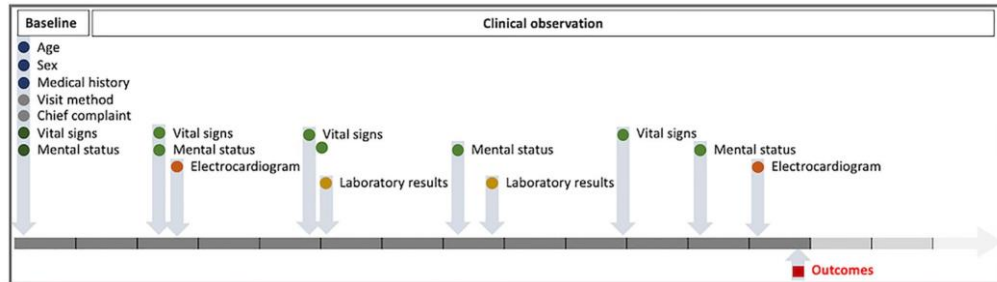 Baseline
Clinical observation
Age
Sex
Medical history
Visit method
Chief complaint
Vital signs
Vital signs
Vital signs
Vital signs
Mental status
Mental status
Mental status
Mental status
Electrocardiogram
Electrocardiogram
Laboratory results
Laboratory results
Outcomes